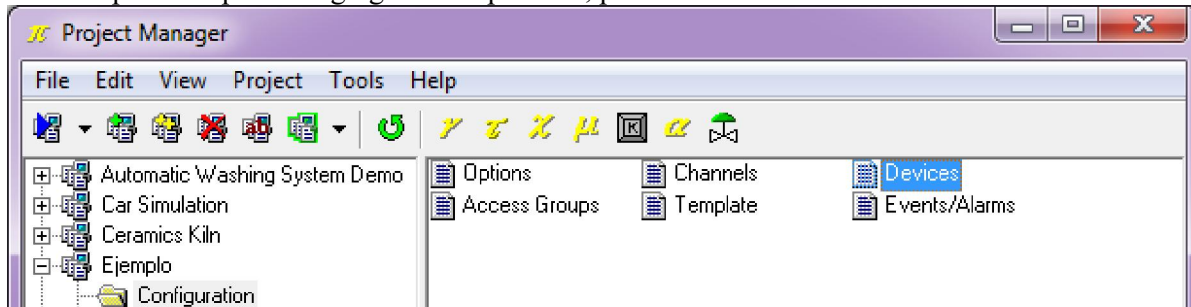 Project Manager
File Edit View Project Tools Help
Automatic Washing System Demo
Options Channels Devices
Car Simulation
Access Groups Template Events/Alarms
Ceramics Kiln
Ejemplo
Configuration